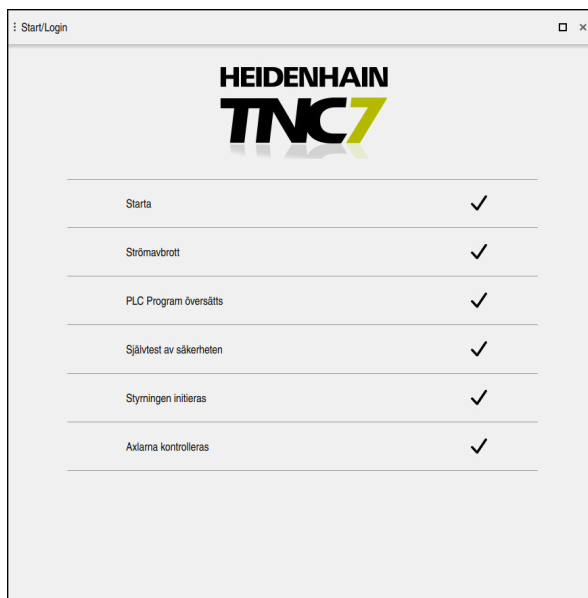 Start/Login
HEIDENHAIN
TNC7
Starta
Strömavbrott
PLC Program översätts
Självtest av säkerheten
Styrningen initieras
Axlarna kontrolleras